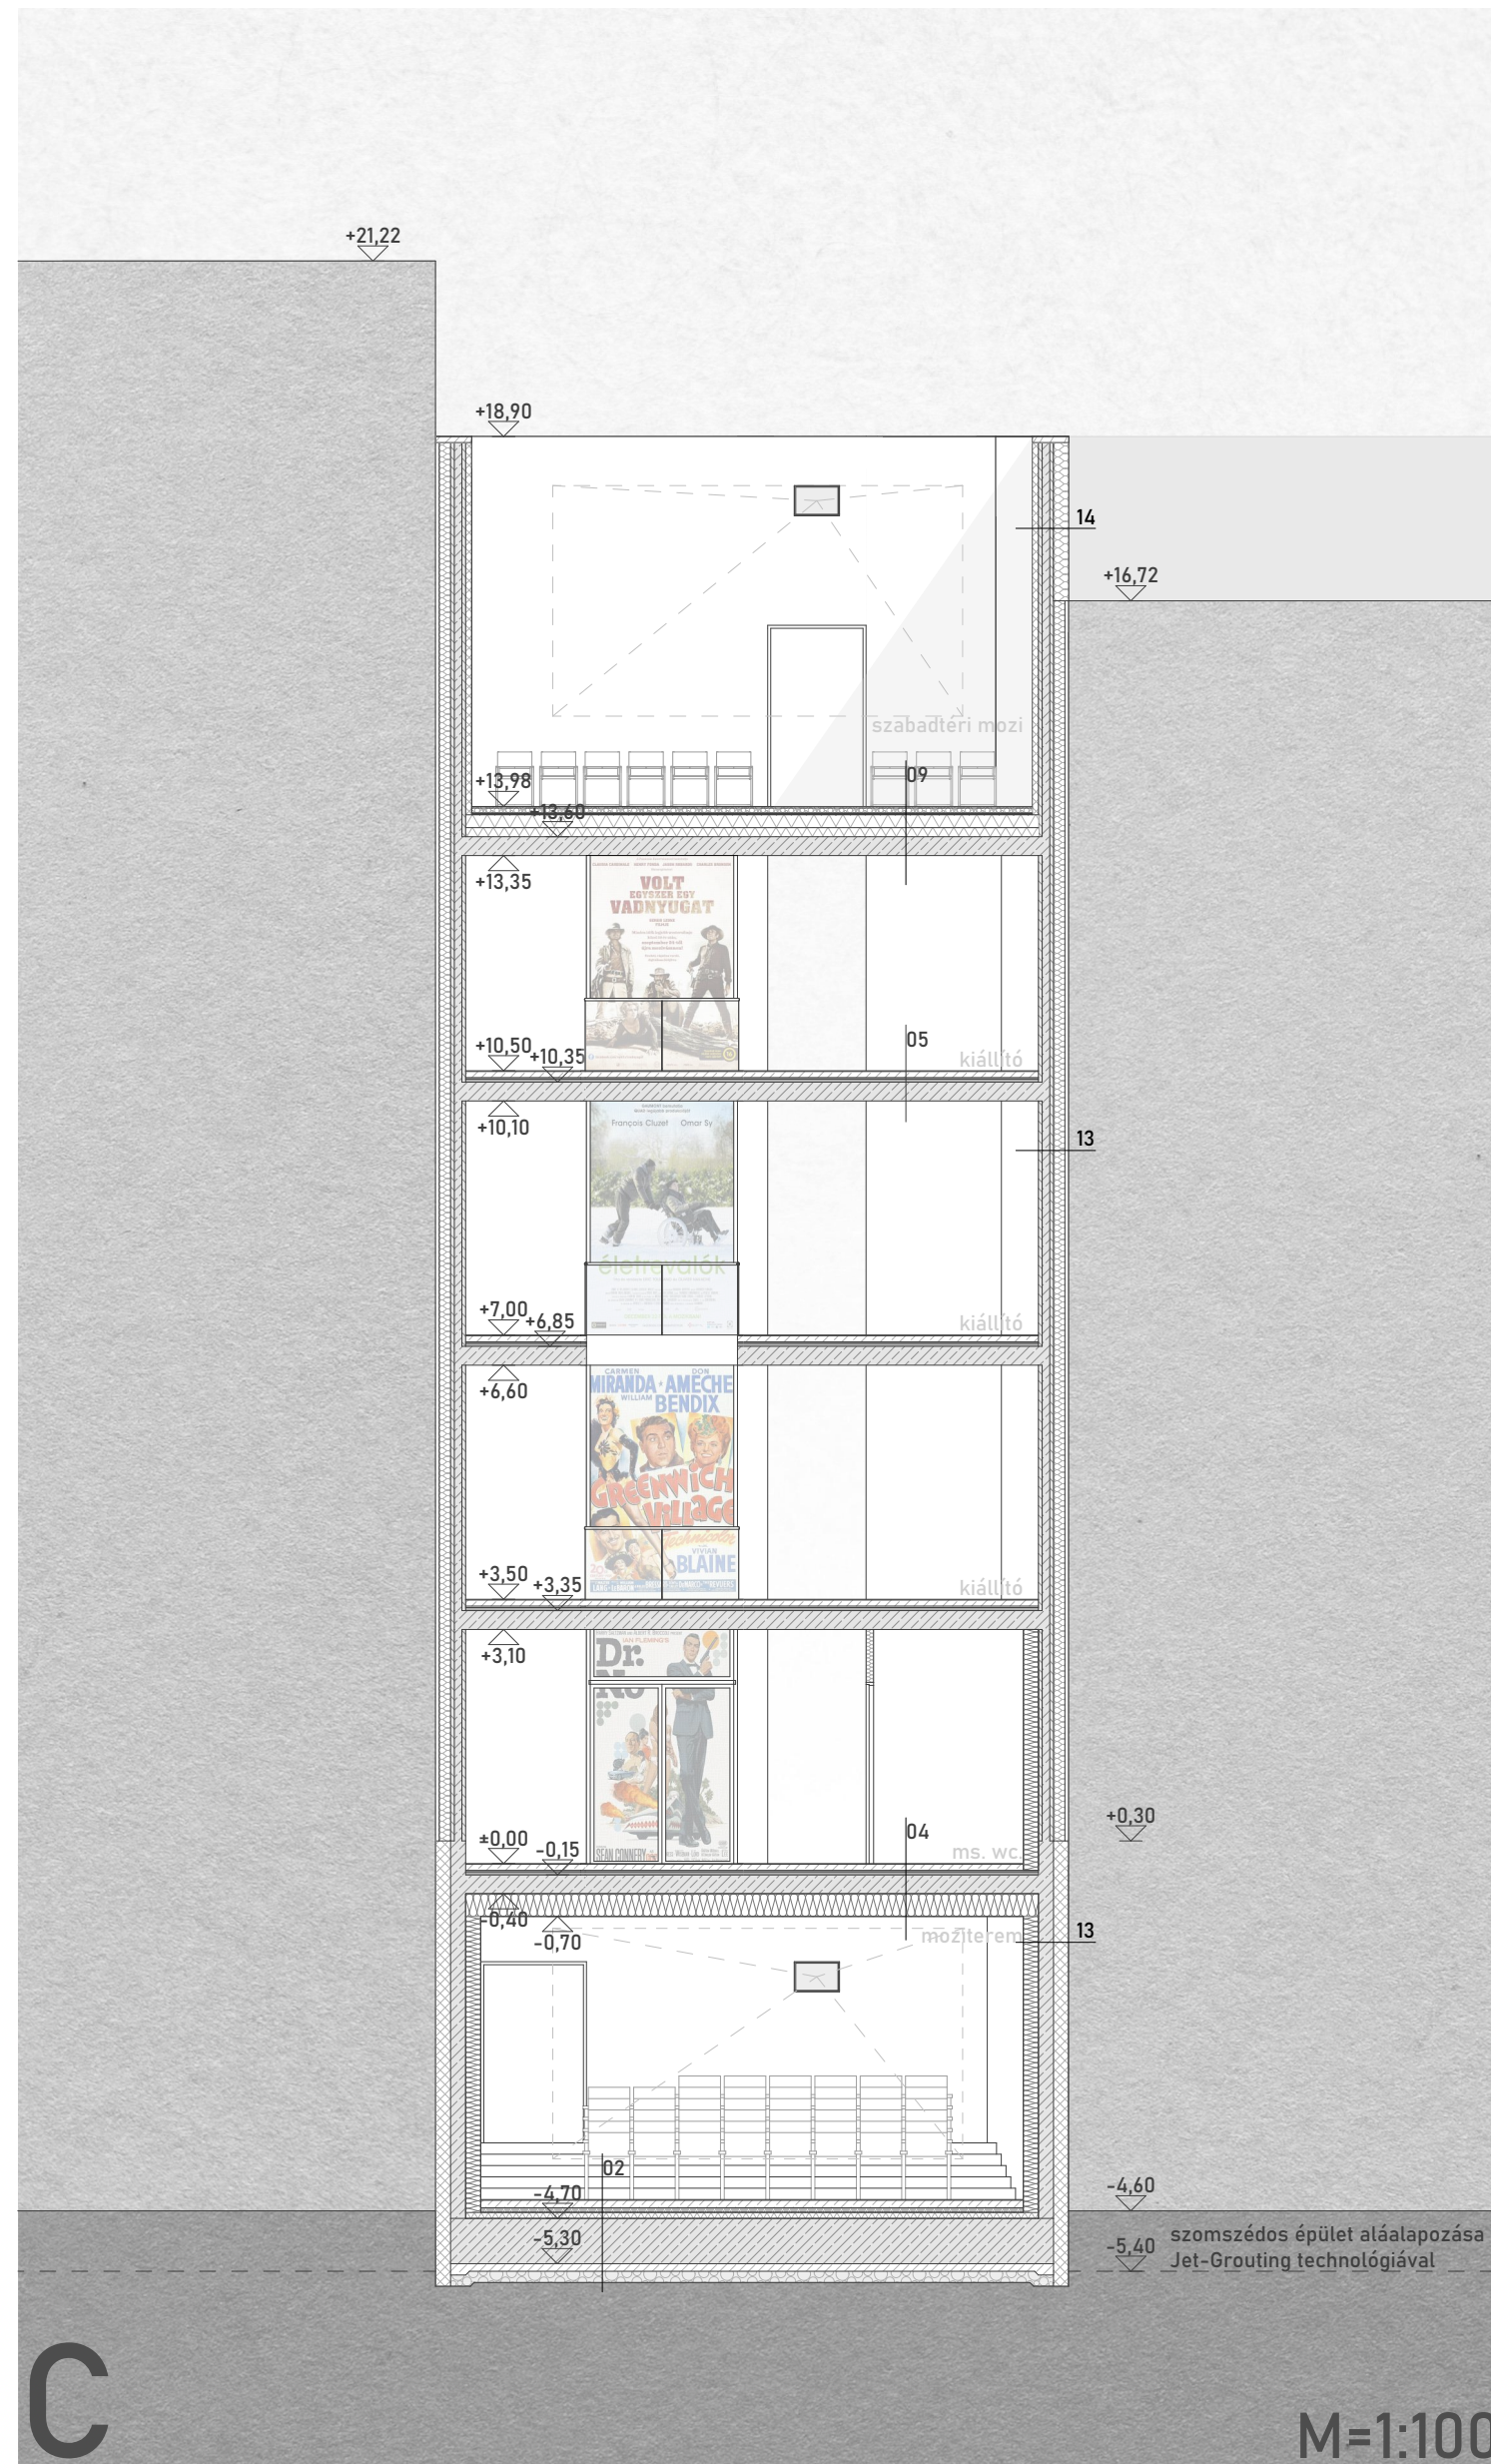 +21,22
+18,90
14
+16,72
szabadtéri mozi
09
+13,98
+13,60
+13,35
VOLT
EGYSZER EGY
VADNYUGAT
+10,50
+10,35
05
kiállító
+10,10
François Cluzet Omar Sy
13
életrevalók
+7,00
+6,85
kiállító
+6,60
CARMEN DON
MIRANDA · AMECHE
WILLIAM BENDIX
GREENWICH
VILLAGE
Technicolor
VIVIAN
BLAINE
+3,50
+3,35
kiállító
+3,10
IAN FLEMING'S
Dr.
No
SEAN CONNERY
+0,30
±0,00
-0,15
04
ms. wc.
-0,40
-0,70
moziterem
13
02
-4,70
-4,60
-5,30
-5,40
szomszédos épület aláalapozása
Jet-Grouting technológiával
C
M=1:100